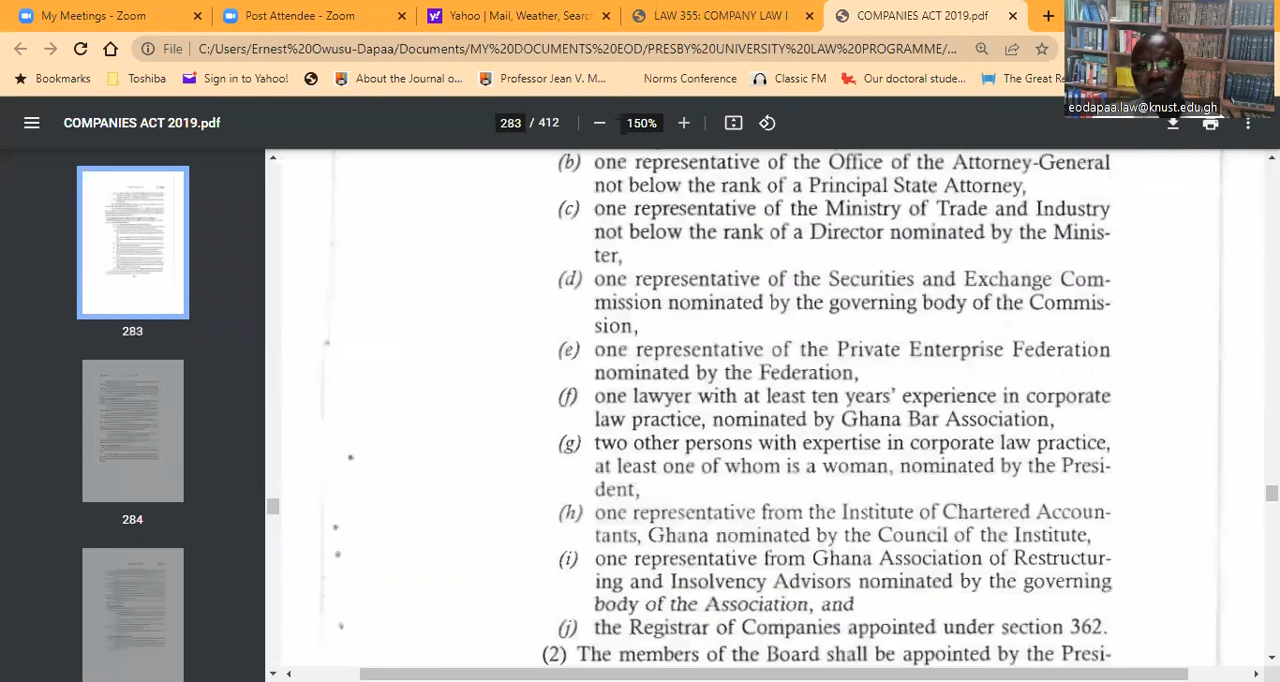 My Meetings - Zoom
Post Attendee - Zoom
Yahoo | Mail, Weather, Searc
LAW 355: COMPANY LAW I
COMPANIES ACT 2019.pdf
File
C:/Users/Ernest%20Owusu-Dapaa/Documents/MY%20DOCUMENTS%20EOD/PRESBY%20UNIVERSITY%20LAW%20PROGRAMME/...
Bookmarks
Toshiba
Sign in to Yahoo!
About the Journal o...
Professor Jean V. M...
Norms Conference
Classic FM
Our doctoral stude...
The Great Re
eodapaa.law@knust.edu.gh
COMPANIES ACT 2019.pdf
283 / 412
150%
283
284
(b) one representative of the Office of the Attorney-General
not below the rank of a Principal State Attorney,
(c) one representative of the Ministry of Trade and Industry
not below the rank of a Director nominated by the Minis-
ter,
(d) one representative of the Securities and Exchange Com-
mission nominated by the governing body of the Commis-
sion,
(e) one representative of the Private Enterprise Federation
nominated by the Federation,
(f) one lawyer with at least ten years' experience in corporate
law practice, nominated by Ghana Bar Association,
(g) two other persons with expertise in corporate law practice,
at least one of whom is a woman, nominated by the Presi-
dent,
(h) one representative from the Institute of Chartered Accoun-
tants, Ghana nominated by the Council of the Institute,
(i) one representative from Ghana Association of Restructur-
ing and Insolvency Advisors nominated by the governing
body of the Association, and
(j) the Registrar of Companies appointed under section 362.
(2) The members of the Board shall be appointed by the Presi-